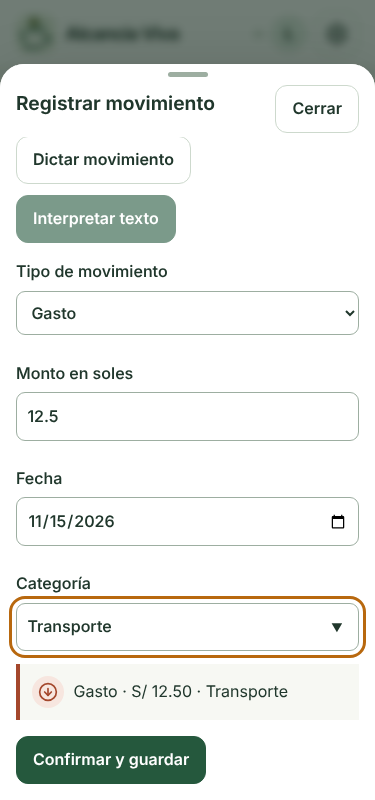 Registrar movimiento
Cerrar
Dictar movimiento
Interpretar texto
Tipo de movimiento
Gasto
Monto en soles
12.5
Fecha
11/15/2026
Categoría
Transporte
Gasto · S/ 12.50 · Transporte
Confirmar y guardar